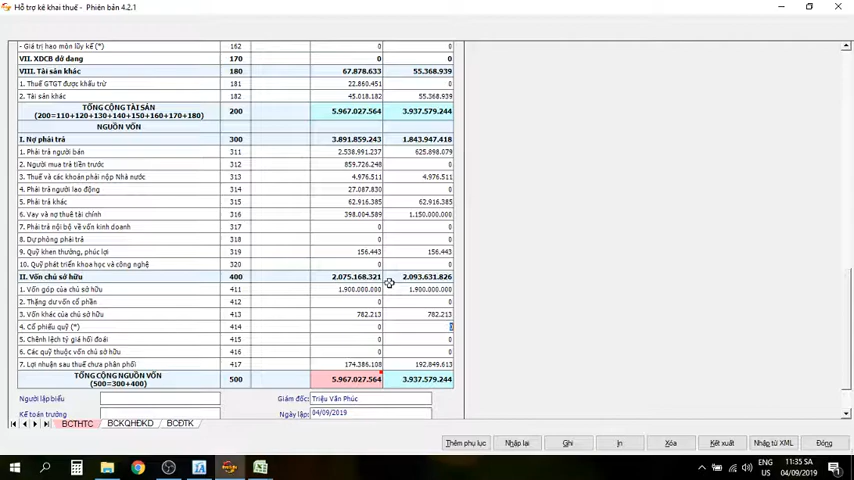 Hỗ trợ kê khai thuế - Phiên bản 4.2.1
- Giá trị hao mòn lũy kế (*) 162 0 0
VII. XDCB dở dang 170 0 0
VIII. Tài sản khác 180 67.878.633 55.368.939
1. Thuế GTGT được khấu trừ 181 22.860.451 0
2. Tài sản khác 182 45.018.182 55.368.939
TỔNG CỘNG TÀI SẢN
(200=110+120+130+140+150+160+170+180) 200 5.967.027.564 3.937.579.244
NGUỒN VỐN
I. Nợ phải trả 300 3.891.859.243 1.843.947.418
1. Phải trả người bán 311 2.538.991.237 625.898.079
2. Người mua trả tiền trước 312 859.726.248 0
3. Thuế và các khoản phải nộp Nhà nước 313 4.976.511 4.976.511
4. Phải trả người lao động 314 27.087.830 0
5. Phải trả khác 315 62.916.385 62.916.385
6. Vay và nợ thuê tài chính 316 398.004.589 1.150.000.000
7. Phải trả nội bộ về vốn kinh doanh 317 0 0
8. Dự phòng phải trả 318 0 0
9. Quỹ khen thưởng, phúc lợi 319 156.443 156.443
10. Quỹ phát triển khoa học và công nghệ 320 0 0
II. Vốn chủ sở hữu 400 2.075.168.321 2.093.631.826
1. Vốn góp của chủ sở hữu 411 1.900.000.000 1.900.000.000
2. Thặng dư vốn cổ phần 412 0 0
3. Vốn khác của chủ sở hữu 413 782.213 782.213
4. Cổ phiếu quỹ (*) 414 0 0
5. Chênh lệch tỷ giá hối đoái 415 0 0
6. Các quỹ thuộc vốn chủ sở hữu 416 0 0
7. Lợi nhuận sau thuế chưa phân phối 417 174.386.108 192.849.613
TỔNG CỘNG NGUỒN VỐN
(500=300+400) 500 5.967.027.564 3.937.579.244
Người lập biểu Giám đốc: Triệu Văn Phúc
Kế toán trưởng Ngày lập: 04/09/2019
BCTHTC BCKQHĐKD BCĐTK
Thêm phụ lục Nhập lại Ghi In Xóa Kết xuất Nhập từ XML Đóng
ENG 11:35 SA
US 04/09/2019